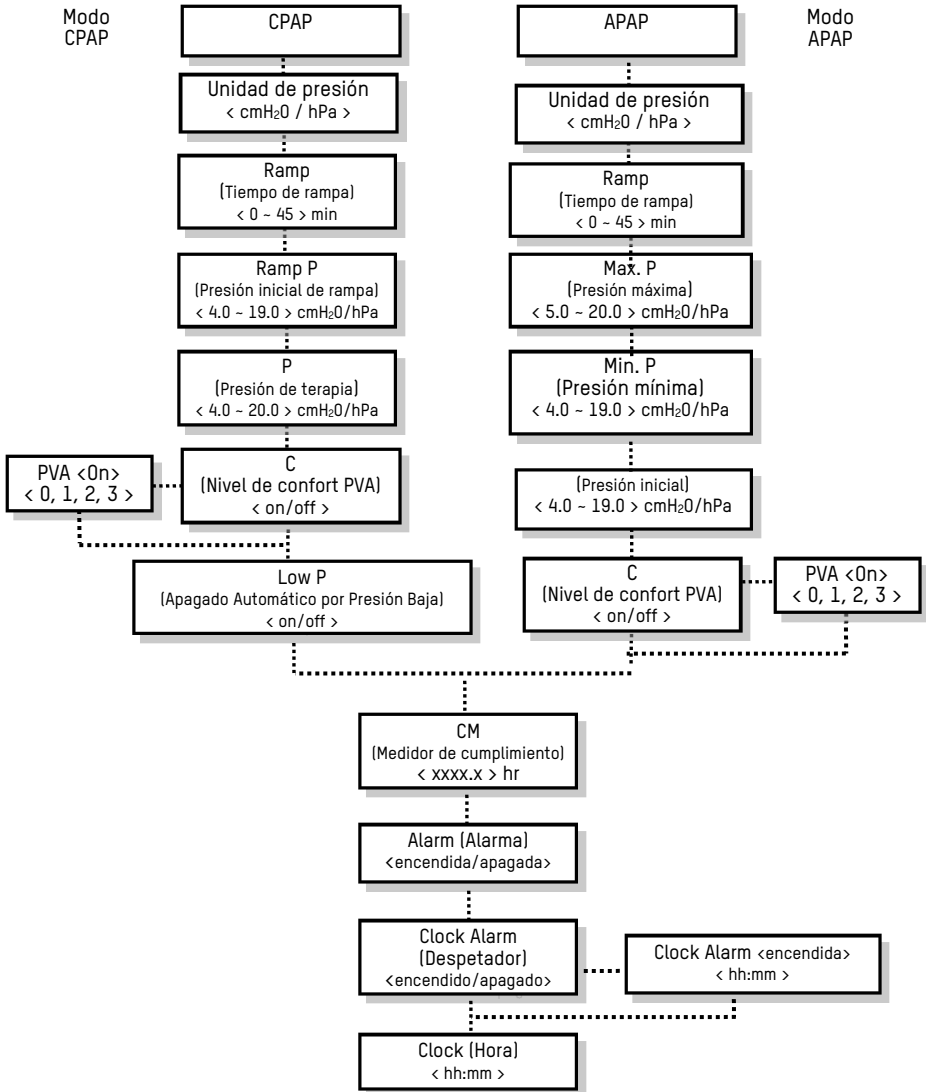 Modo
CPAP
CPAP
APAP
Modo
APAP
Unidad de presión
< cmH₂O / hPa >
Unidad de presión
< cmH₂O / hPa >
Ramp
(Tiempo de rampa)
< 0 ~ 45 > min
Ramp
(Tiempo de rampa)
< 0 ~ 45 > min
Ramp P
(Presión inicial de rampa)
< 4.0 ~ 19.0 > cmH₂O/hPa
Max. P
(Presión máxima)
< 5.0 ~ 20.0 > cmH₂O/hPa
P
(Presión de terapia)
< 4.0 ~ 20.0 > cmH₂O/hPa
Min. P
(Presión mínima)
< 4.0 ~ 19.0 > cmH₂O/hPa
PVA <On>
< 0, 1, 2, 3 >
C
(Nivel de confort PVA)
< on/off >
(Presión inicial)
< 4.0 ~ 19.0 > cmH₂O/hPa
Low P
(Apagado Automático por Presión Baja)
< on/off >
C
(Nivel de confort PVA)
< on/off >
PVA <On>
< 0, 1, 2, 3 >
CM
(Medidor de cumplimiento)
< xxxx.x > hr
Alarm (Alarma)
<encendida/apagada>
Clock Alarm
(Despetador)
<encendido/apagado>
Clock Alarm <encendida>
< hh:mm >
Clock (Hora)
< hh:mm >